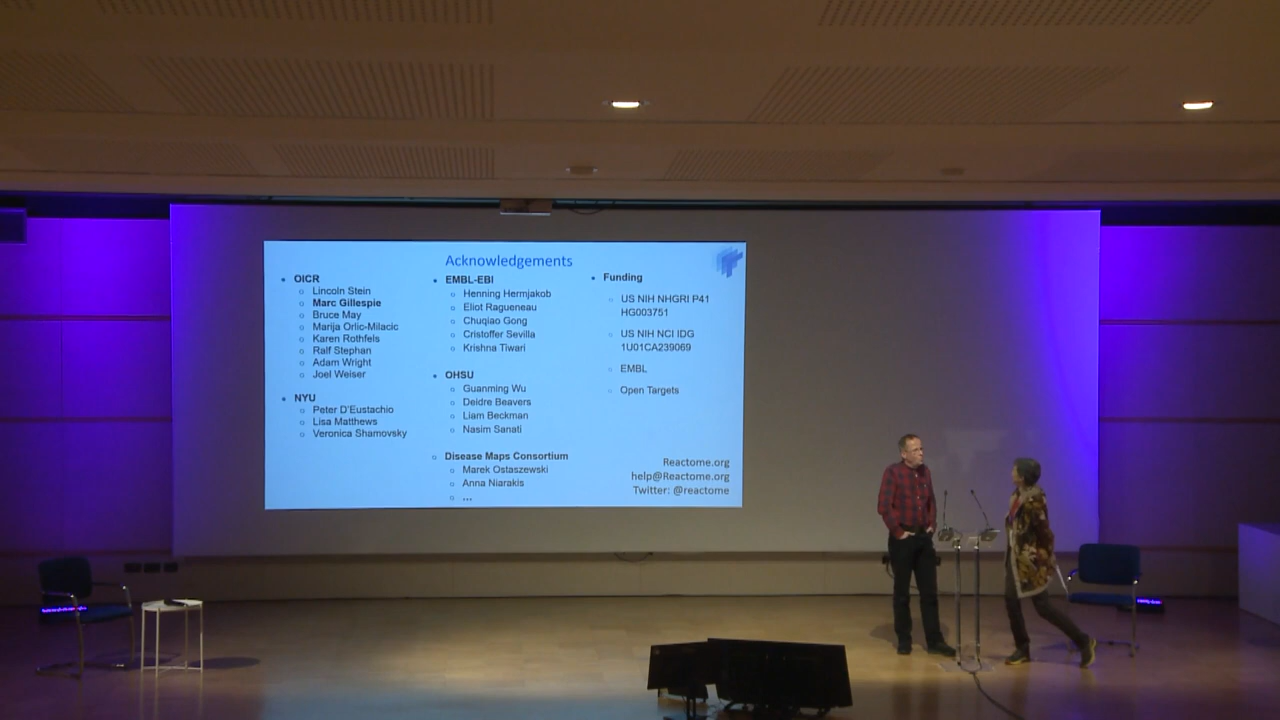 Acknowledgements
OICR
Lincoln Stein
Marc Gillespie
Bruce May
Marija Orlic-Milacic
Karen Rothfels
Ralf Stephan
Adam Wright
Joel Weiser
NYU
Peter D'Eustachio
Lisa Matthews
Veronica Shamovsky
EMBL-EBI
Henning Hermjakob
Eliot Ragueneau
Chuqiao Gong
Cristoffer Sevilla
Krishna Tiwari
OHSU
Guanming Wu
Deidre Beavers
Liam Beckman
Nasim Sanati
Disease Maps Consortium
Marek Ostaszewski
Anna Niarakis
...
Funding
US NIH NHGRI P41
HG003751
US NIH NCI IDG
1U01CA239069
EMBL
Open Targets
Reactome.org
help@Reactome.org
Twitter: @reactome